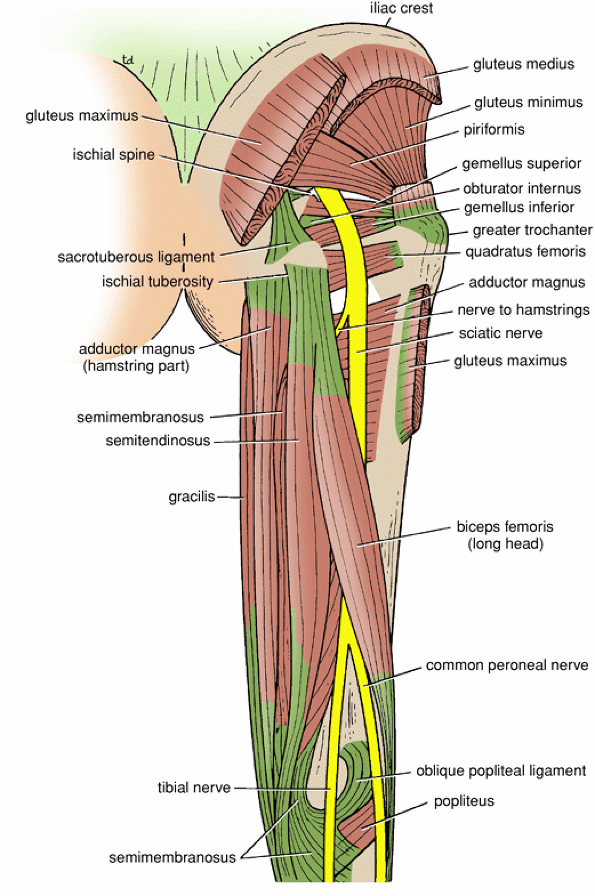 iliac crest
td
gluteus medius
gluteus maximus
gluteus minimus
piriformis
ischial spine
gemellus superior
obturator internus
gemellus inferior
greater trochanter
sacrotuberous ligament
quadratus femoris
ischial tuberosity
adductor magnus
nerve to hamstrings
sciatic nerve
adductor magnus
(hamstring part)
gluteus maximus
semimembranosus
semitendinosus
gracilis
biceps femoris
(long head)
common peroneal nerve
oblique popliteal ligament
tibial nerve
popliteus
semimembranosus